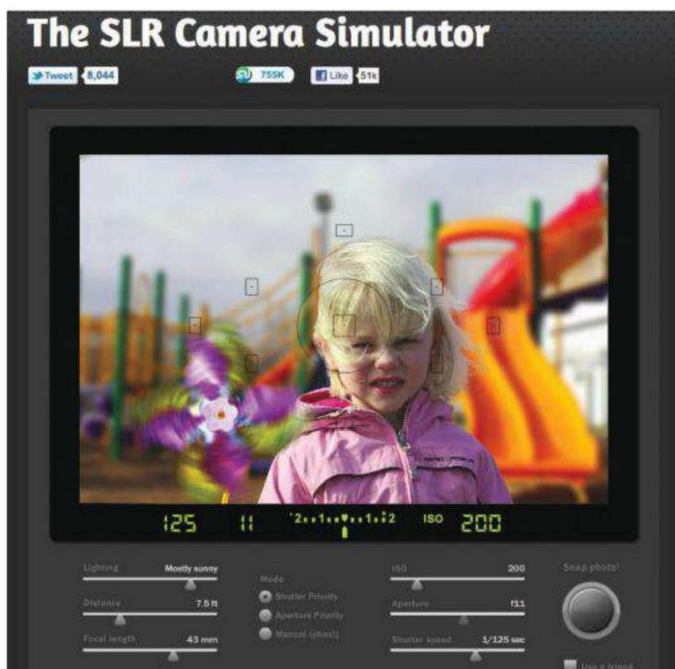 The SLR Camera Simulator
Tweet 8,044 755K Like 51k
125 11 2 1 1 2 ISO 200
Lighting Mostly sunny
Distance 7.5 ft
Focal length 43 mm
Mode
Shutter Priority
Aperture Priority
Manual (yikes!)
ISO 200
Aperture f11
Shutter speed 1/125 sec
Snap photo!
Use a tripod